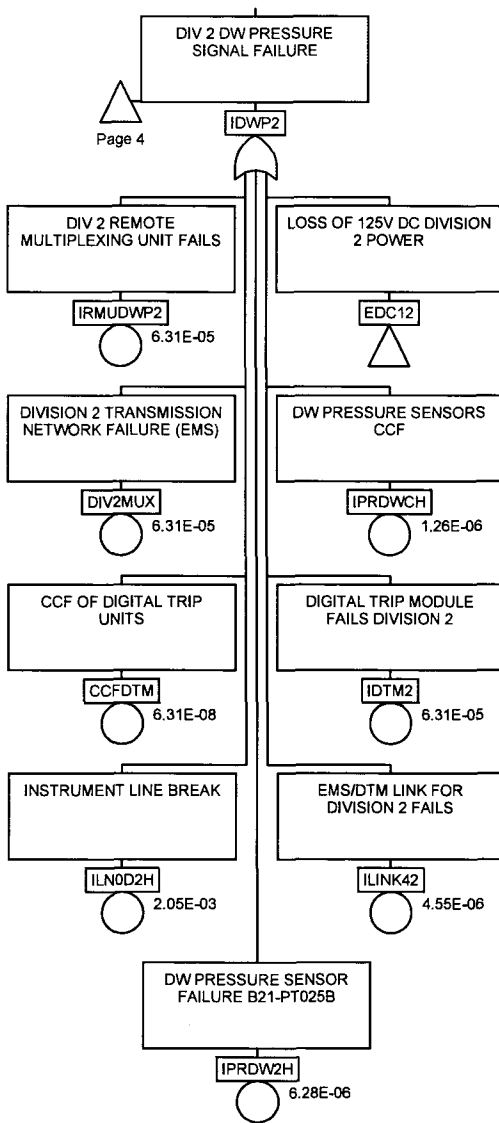 DIV 2 DW PRESSURE
SIGNAL FAILURE
Page 4
IDWP2
DIV 2 REMOTE
MULTIPLEXING UNIT FAILS
IRMUDWP2
6.31E-05
LOSS OF 125V DC DIVISION
2 POWER
EDC12
DIVISION 2 TRANSMISSION
NETWORK FAILURE (EMS)
DIV2MUX
6.31E-05
DW PRESSURE SENSORS
CCF
IPRDWCH
1.26E-06
CCF OF DIGITAL TRIP
UNITS
CCFDTM
6.31E-08
DIGITAL TRIP MODULE
FAILS DIVISION 2
IDTM2
6.31E-05
INSTRUMENT LINE BREAK
ILN0D2H
2.05E-03
EMS/DTM LINK FOR
DIVISION 2 FAILS
ILINK42
4.55E-06
DW PRESSURE SENSOR
FAILURE B21-PT025B
IPRDW2H
6.28E-06